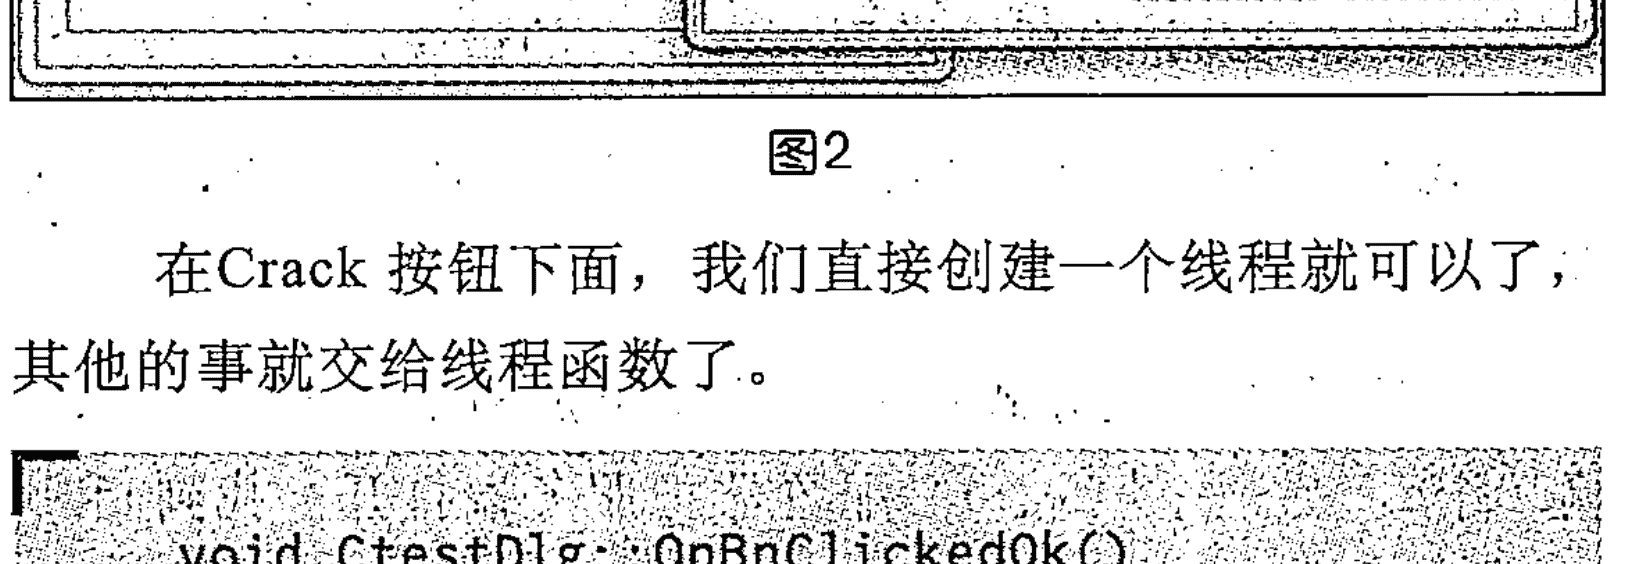 图2
在Crack 按钮下面，我们直接创建一个线程就可以了，
其他的事就交给线程函数了。
void CtestDlg::OnBnClickedOk()